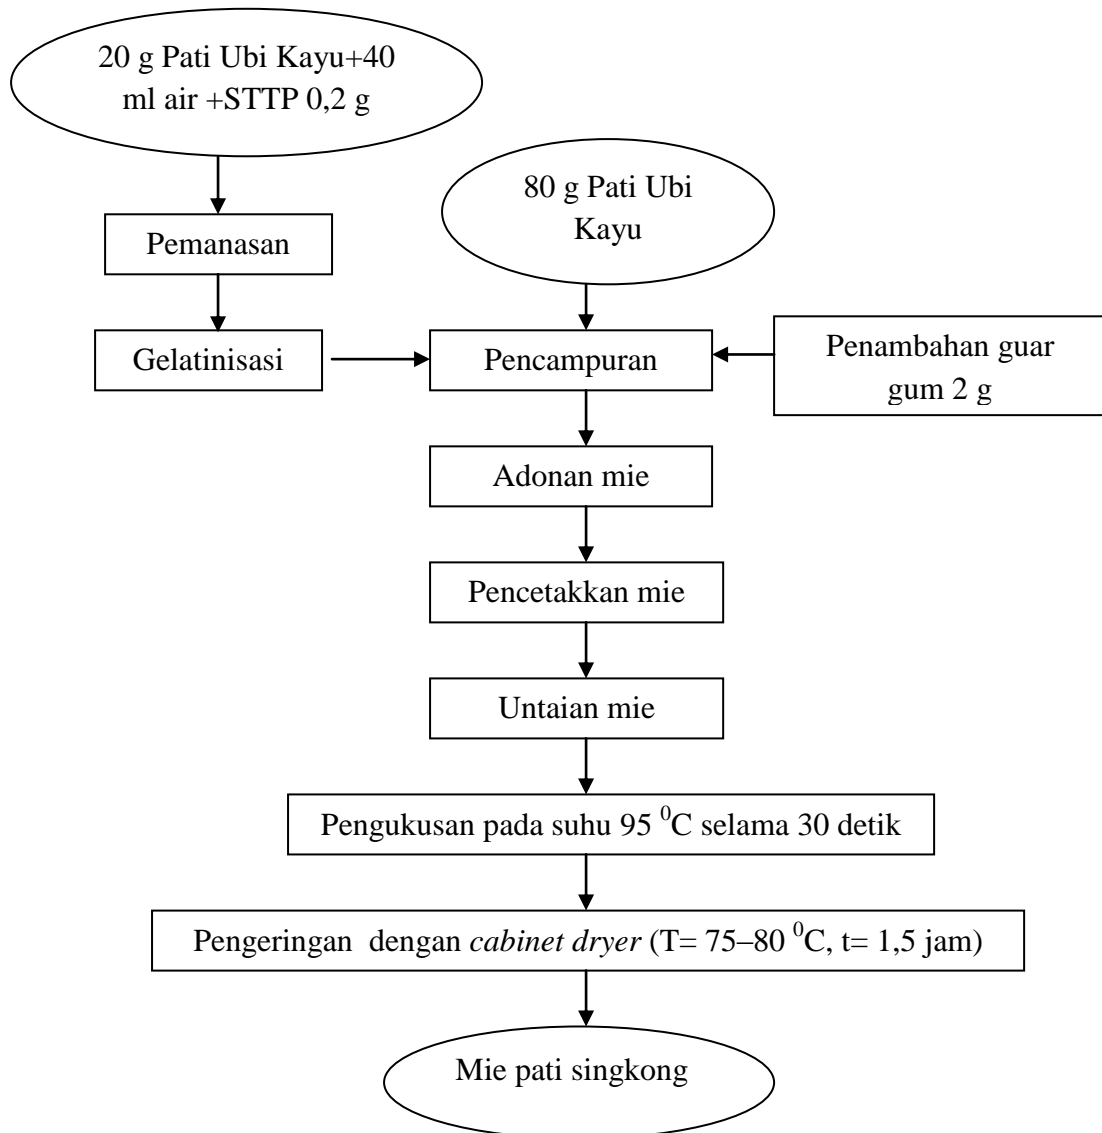 20 g Pati Ubi Kayu+40
ml air +STTP 0,2 g
80 g Pati Ubi
Kayu
Pemanasan
Gelatinisasi
Pencampuran
Penambahan guar
gum 2 g
Adonan mie
Pencetakkan mie
Untaian mie
Pengukusan pada suhu 95 ⁰C selama 30 detik
Pengeringan  dengan cabinet dryer (T= 75–80 ⁰C, t= 1,5 jam)
Mie pati singkong